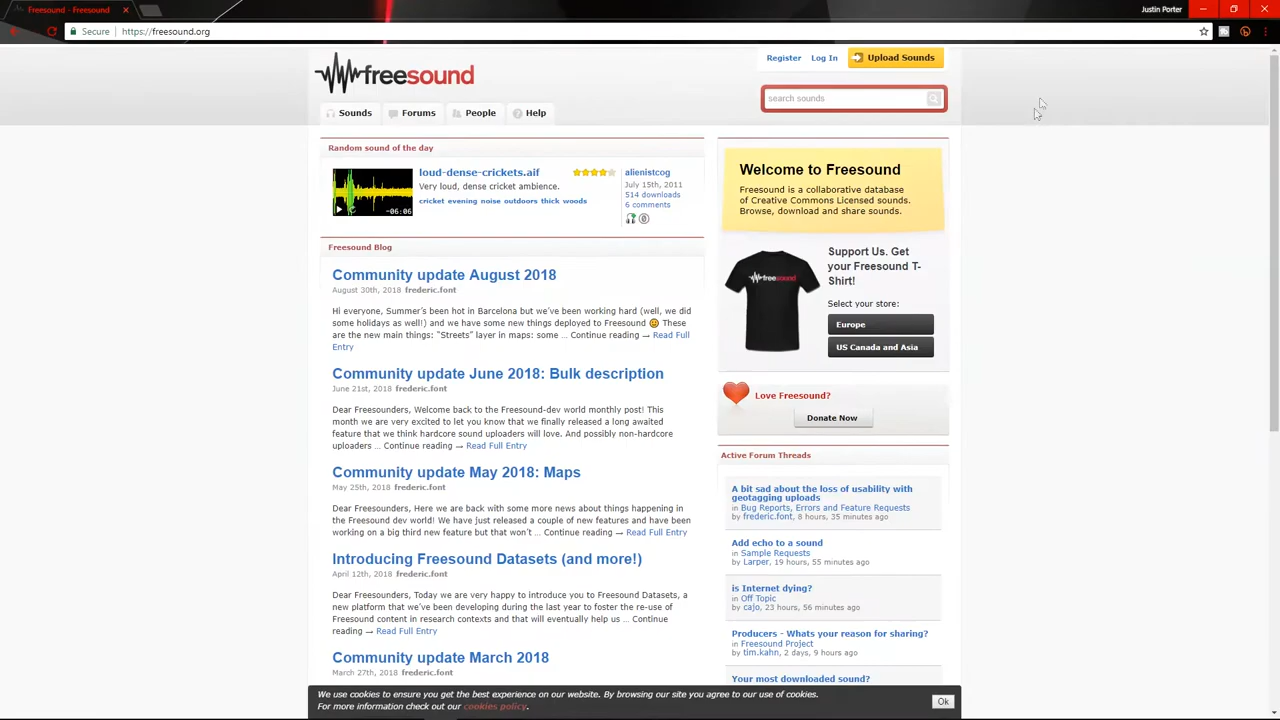 Freesound - Freesound
Justin Porter
Secure
https://freesound.org
freesound
Register
Log In
Upload Sounds
search sounds
Sounds
Forums
People
Help
Random sound of the day
loud-dense-crickets.aif
Very loud, dense cricket ambience.
cricket evening noise outdoors thick woods
-06:06
alienistcog
July 15th, 2011
514 downloads
6 comments
Freesound Blog
Community update August 2018
August 30th, 2018 frederic.font
Hi everyone, Summer's been hot in Barcelona but we've been working hard (well, we did
some holidays as well!) and we have some new things deployed to Freesound 🙂 These
are the new main things: "Streets" layer in maps: some … Continue reading → Read Full
Entry
Community update June 2018: Bulk description
June 21st, 2018 frederic.font
Dear Freesounders, Welcome back to the Freesound-dev world monthly post! This
month we are very excited to let you know that we finally released a long awaited
feature that we think hardcore sound uploaders will love. And possibly non-hardcore
uploaders … Continue reading → Read Full Entry
Community update May 2018: Maps
May 25th, 2018 frederic.font
Dear Freesounders, Here we are back with some more news about things happening in
the Freesound dev world! We have just released a couple of new features and have been
working on a big third new feature but that won't … Continue reading → Read Full Entry
Introducing Freesound Datasets (and more!)
April 12th, 2018 frederic.font
Dear Freesounders, Today we are very happy to introduce you to Freesound Datasets, a
new platform that we've been developing during the last year to foster the re-use of
Freesound content in research contexts and that will eventually help us … Continue
reading → Read Full Entry
Community update March 2018
March 27th, 2018 frederic.font
Welcome to Freesound
Freesound is a collaborative database
of Creative Commons Licensed sounds.
Browse, download and share sounds.
freesound
Support Us. Get
your Freesound T-
Shirt!
Select your store:
Europe
US Canada and Asia
Love Freesound?
Donate Now
Active Forum Threads
A bit sad about the loss of usability with
geotagging uploads
in Bug Reports, Errors and Feature Requests
by frederic.font, 8 hours, 35 minutes ago
Add echo to a sound
in Sample Requests
by Larper, 19 hours, 55 minutes ago
is Internet dying?
in Off Topic
by cajo, 23 hours, 56 minutes ago
Producers - Whats your reason for sharing?
in Freesound Project
by tim.kahn, 2 days, 9 hours ago
Your most downloaded sound?
We use cookies to ensure you get the best experience on our website. By browsing our site you agree to our use of cookies.
For more information check out our cookies policy.
Ok